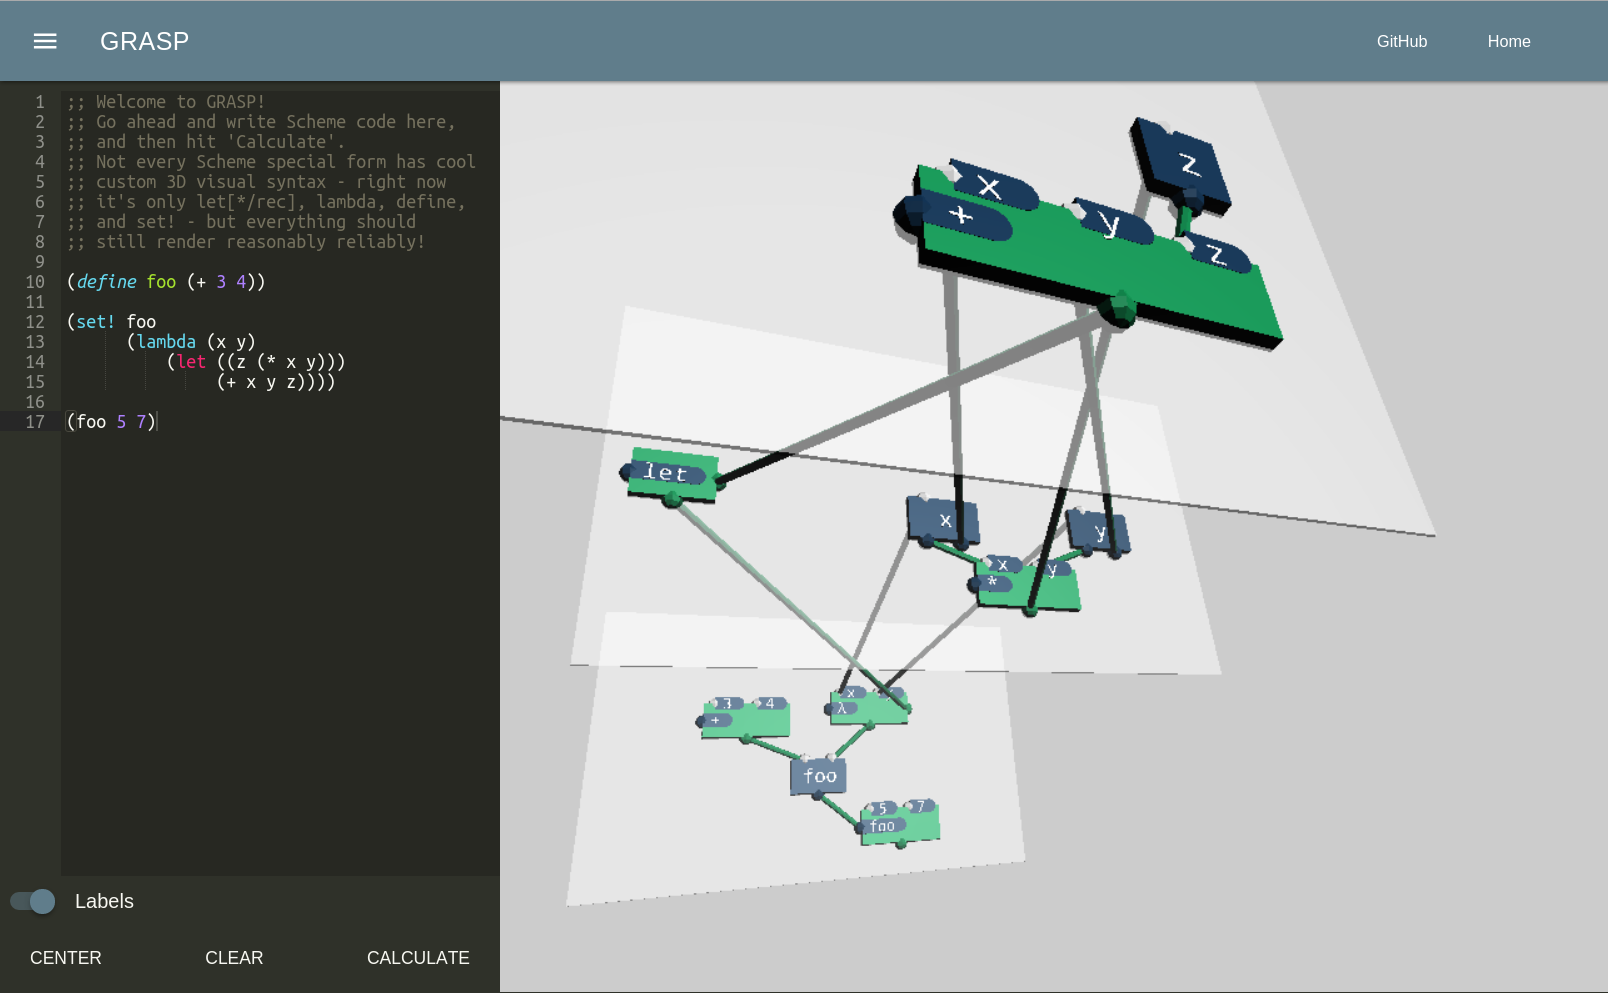 GRASP
GitHub
Home
1 ;; Welcome to GRASP!
2 ;; Go ahead and write Scheme code here,
3 ;; and then hit 'Calculate'.
4 ;; Not every Scheme special form has cool
5 ;; custom 3D visual syntax - right now
6 ;; it's only let[*/rec], lambda, define,
7 ;; and set! - but everything should
8 ;; still render reasonably reliably!
9
10 (define foo (+ 3 4))
11
12 (set! foo
13 (lambda (x y)
14 (let ((z (* x y)))
15 (+ x y z))))
16
17 (foo 5 7)
Labels
CENTER
CLEAR
CALCULATE
z
x
+
y
z
let
x
y
x
y
*
3
4
+
x
λ
foo
5
7
foo